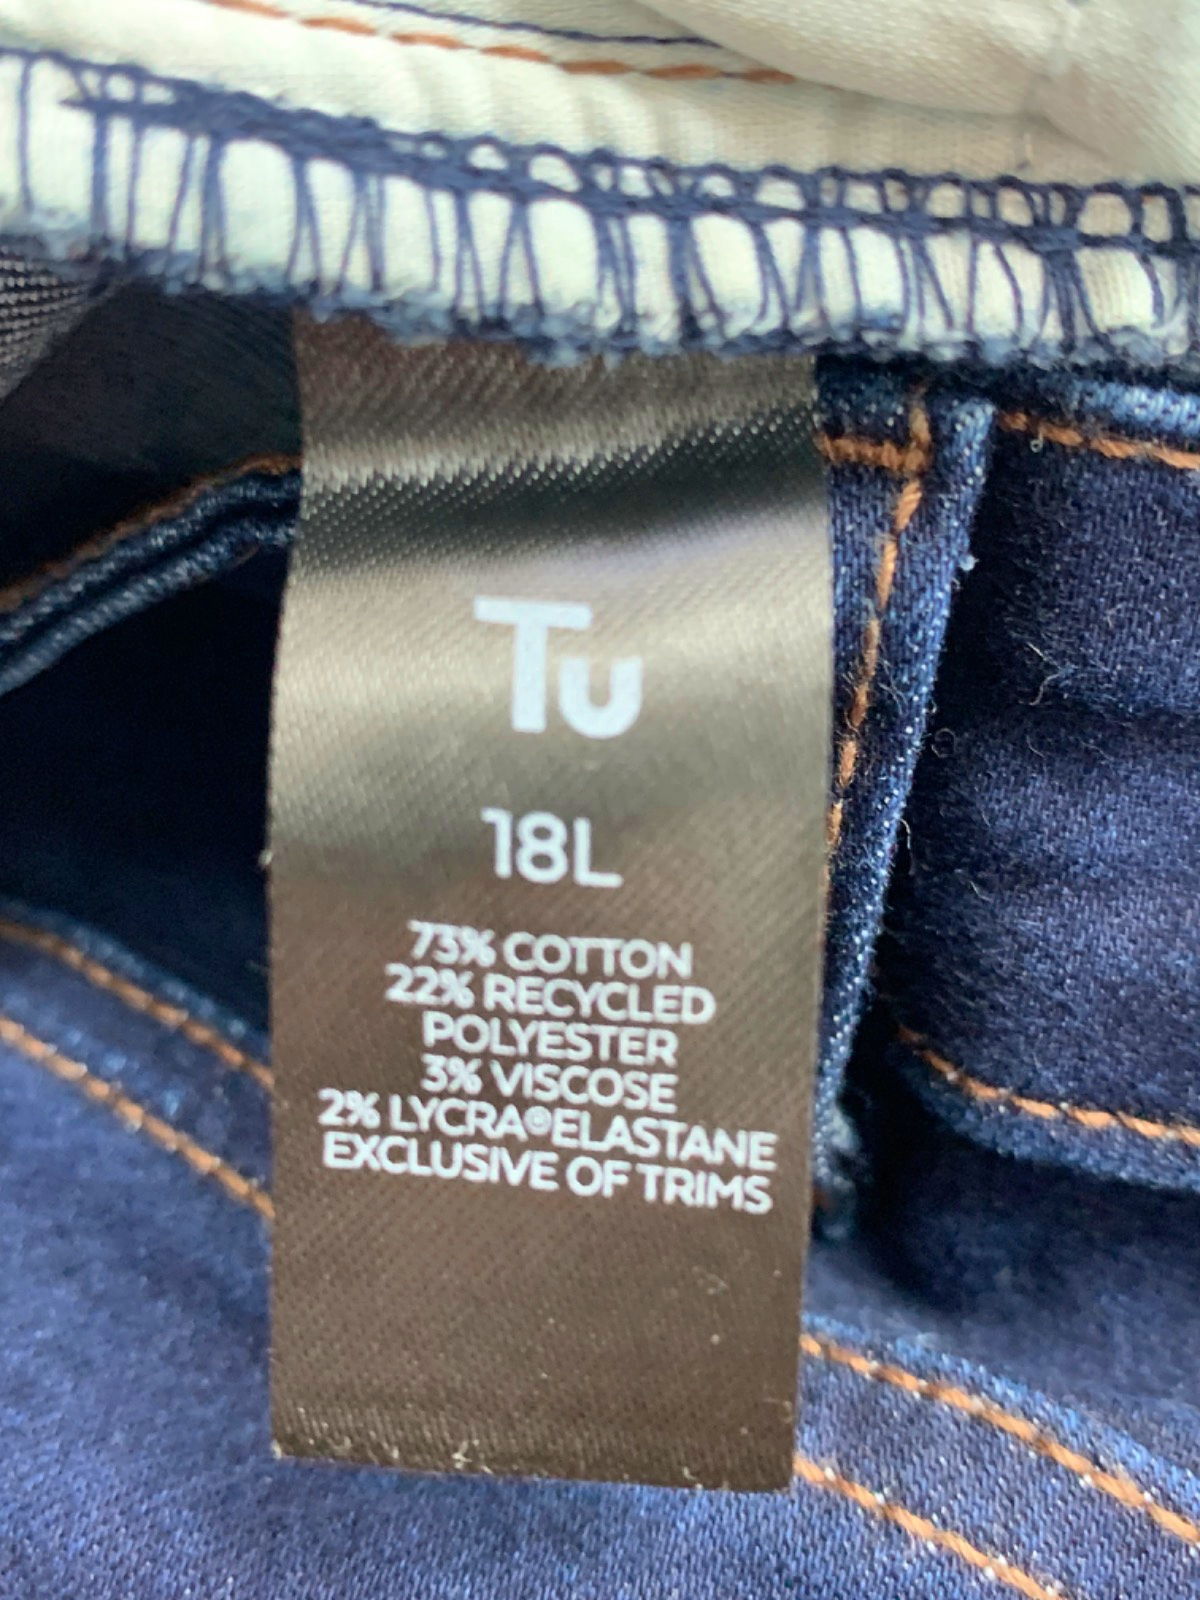 Tu
18L
73% COTTON
22% RECYCLED
POLYESTER
3% VISCOSE
2% LYCRA® ELASTANE
EXCLUSIVE OF TRIMS